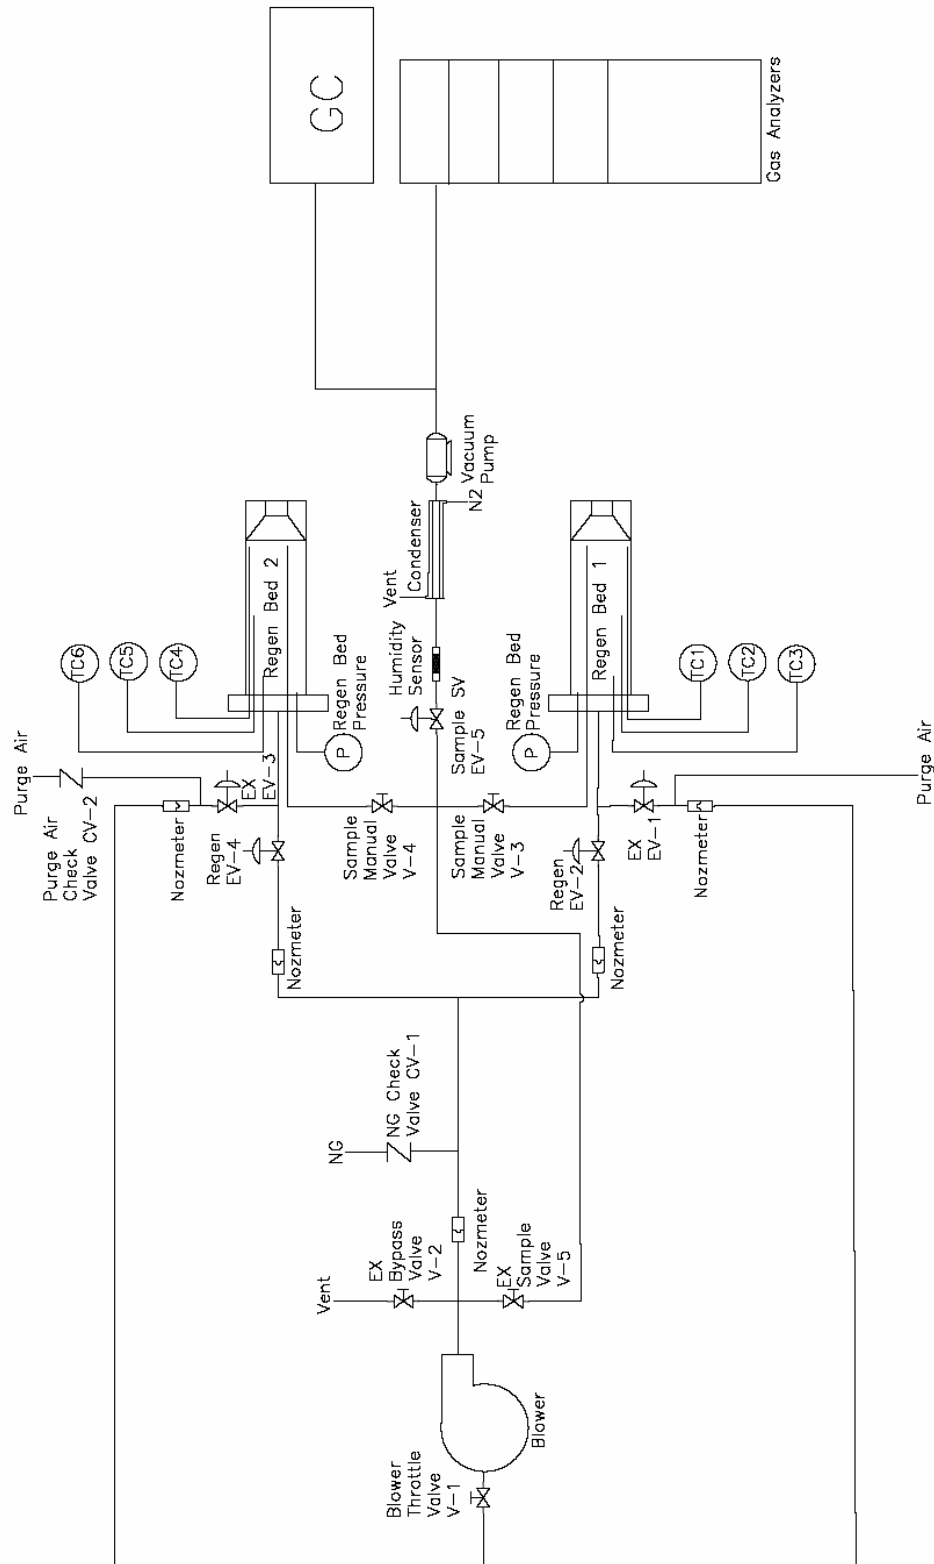 GC
Gas Analyzers
Vacuum
Pump
N2
Condenser
Vent
Humidity
Sensor
Sample SV
EV-5
Regen Bed 2
Regen Bed 1
TC6
TC5
TC4
TC1
TC2
TC3
P
Regen Bed
Pressure
P
Regen Bed
Pressure
Purge Air
Purge Air
Check
Valve CV-2
Nozmeter
EX
EV-3
Regen
EV-4
Sample
Manual
Valve
V-4
Sample
Manual
Valve
V-3
Regen
EV-2
EX
EV-1
Nozmeter
Purge Air
Nozmeter
Nozmeter
NG
NG Check
Valve CV-1
Nozmeter
Vent
EX
Bypass
Valve
V-2
EX
Sample
Valve
V-5
Blower
Blower
Throttle
Valve
V-1